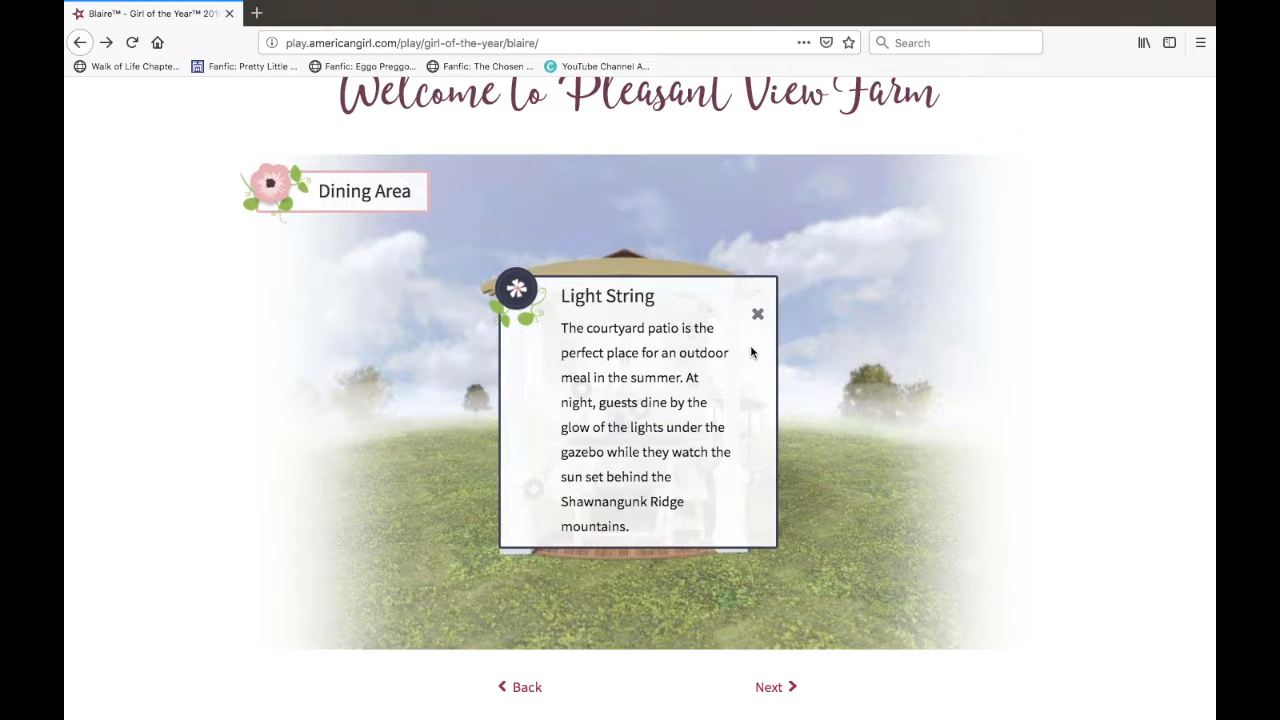 Blaire™ - Girl of the Year™ 201
play.americangirl.com/play/girl-of-the-year/blaire/
Search
Walk of Life Chapte...
Fanfic: Pretty Little ...
Fanfic: Eggo Preggo...
Fanfic: The Chosen ...
YouTube Channel A...
Welcome to Pleasant View Farm
Dining Area
Light String
The courtyard patio is the
perfect place for an outdoor
meal in the summer. At
night, guests dine by the
glow of the lights under the
gazebo while they watch the
sun set behind the
Shawnangunk Ridge
mountains.
Back
Next